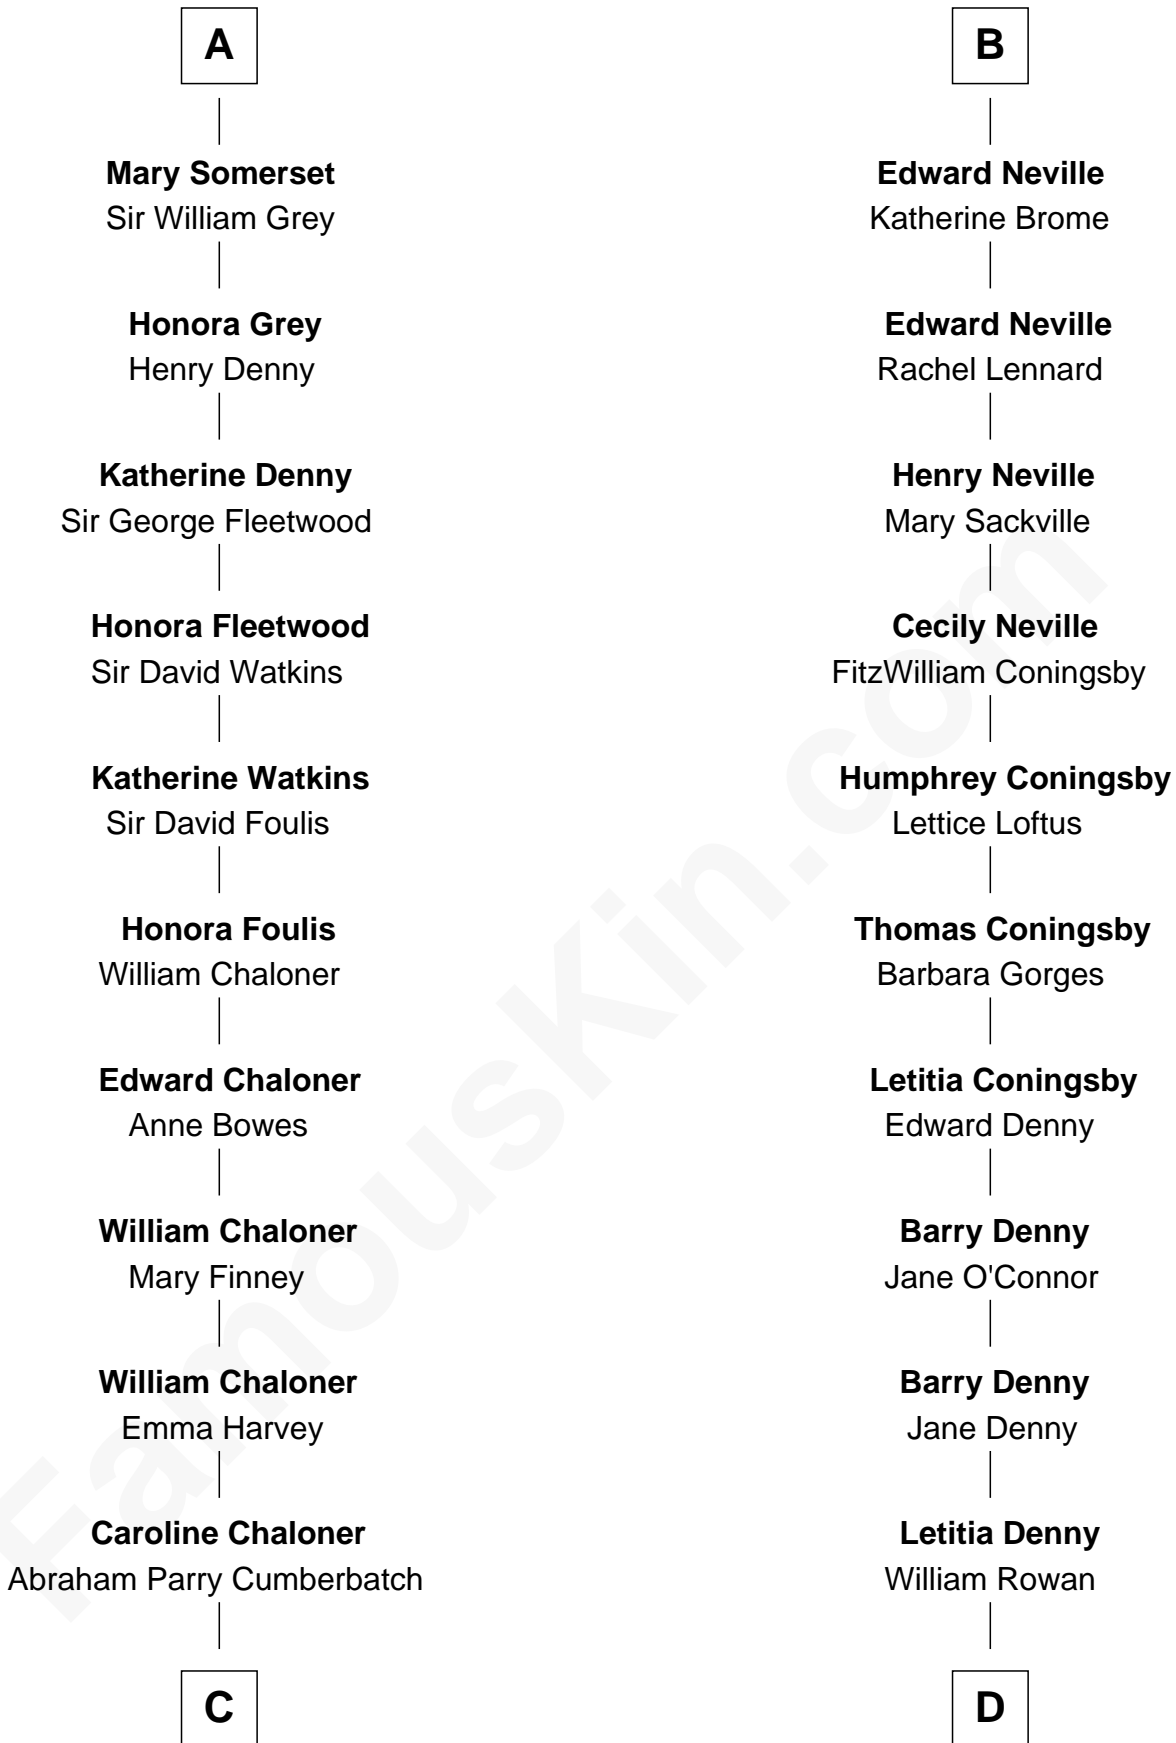 A
Mary Somerset
Sir William Grey
Honora Grey
Henry Denny
Katherine Denny
Sir George Fleetwood
Honora Fleetwood
Sir David Watkins
Katherine Watkins
Sir David Foulis
Honora Foulis
William Chaloner
Edward Chaloner
Anne Bowes
William Chaloner
Mary Finney
William Chaloner
Emma Harvey
Caroline Chaloner
Abraham Parry Cumberbatch
C
B
Edward Neville
Katherine Brome
Edward Neville
Rachel Lennard
Henry Neville
Mary Sackville
Cecily Neville
FitzWilliam Coningsby
Humphrey Coningsby
Lettice Loftus
Thomas Coningsby
Barbara Gorges
Letitia Coningsby
Edward Denny
Barry Denny
Jane O'Connor
Barry Denny
Jane Denny
Letitia Denny
William Rowan
D
FamousKin.com